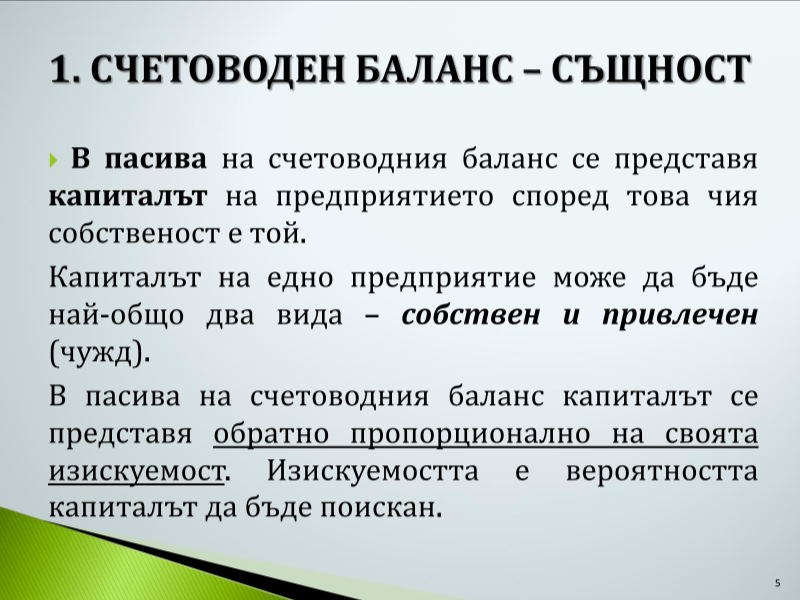 1. СЧЕТОВОДЕН БАЛАНС – СЪЩНОСТ
В пасива на счетоводния баланс се представя
капиталът на предприятието според това чия
собственост е той.
Капиталът на едно предприятие може да бъде
най-общо два вида – собствен и привлечен
(чужд).
В пасива на счетоводния баланс капиталът се
представя обратно пропорционално на своята
изискуемост. Изискуемостта е вероятността
капиталът да бъде поискан.
5